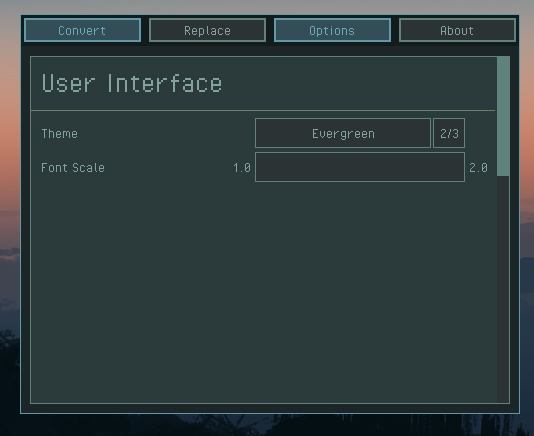 Convert Replace Options About
User Interface
Theme Evergreen 2/3
Font Scale 1.0 2.0